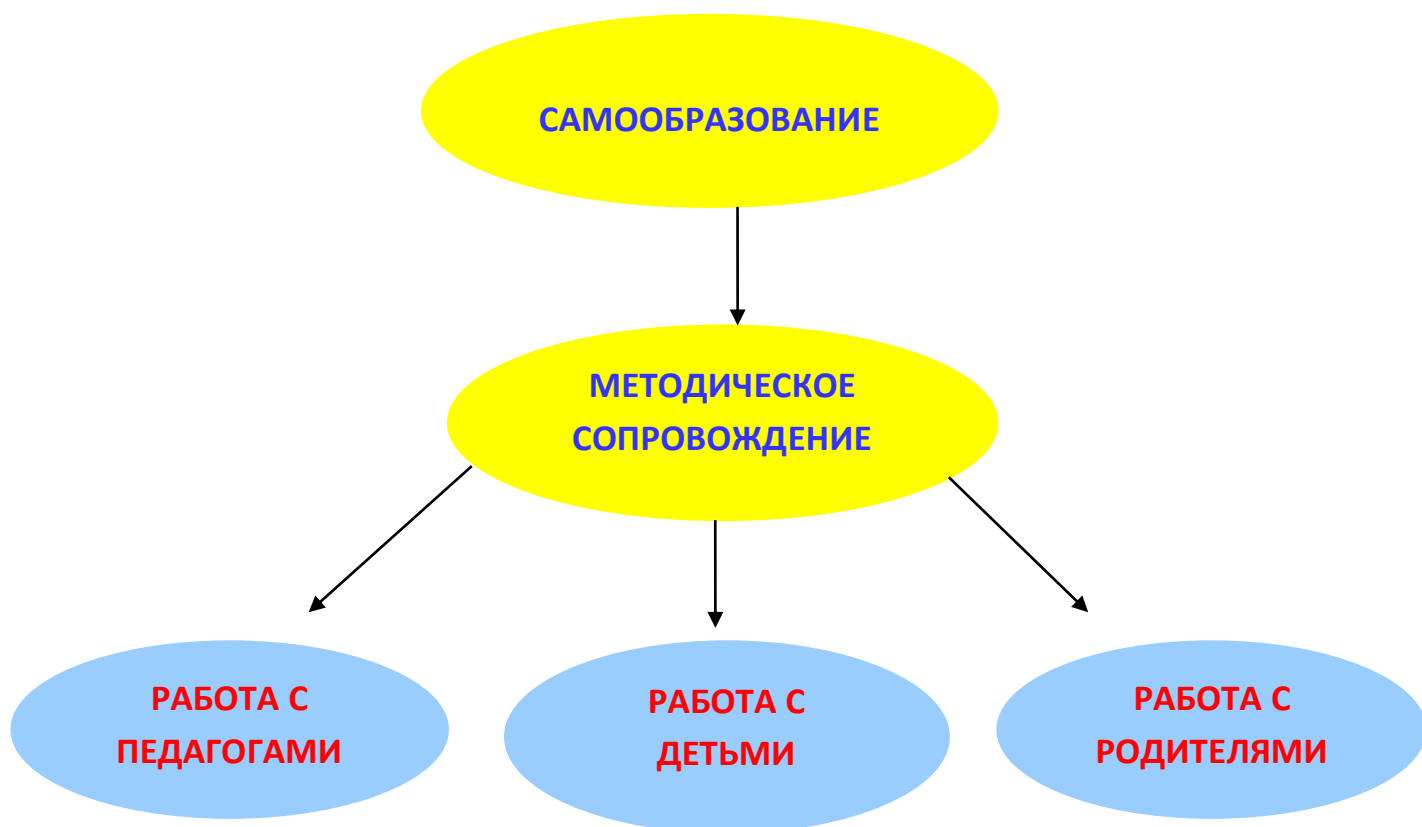 САМООБРАЗОВАНИЕ
МЕТОДИЧЕСКОЕ
СОПРОВОЖДЕНИЕ
РАБОТА С
ПЕДАГОГАМИ
РАБОТА С
ДЕТЬМИ
РАБОТА С
РОДИТЕЛЯМИ